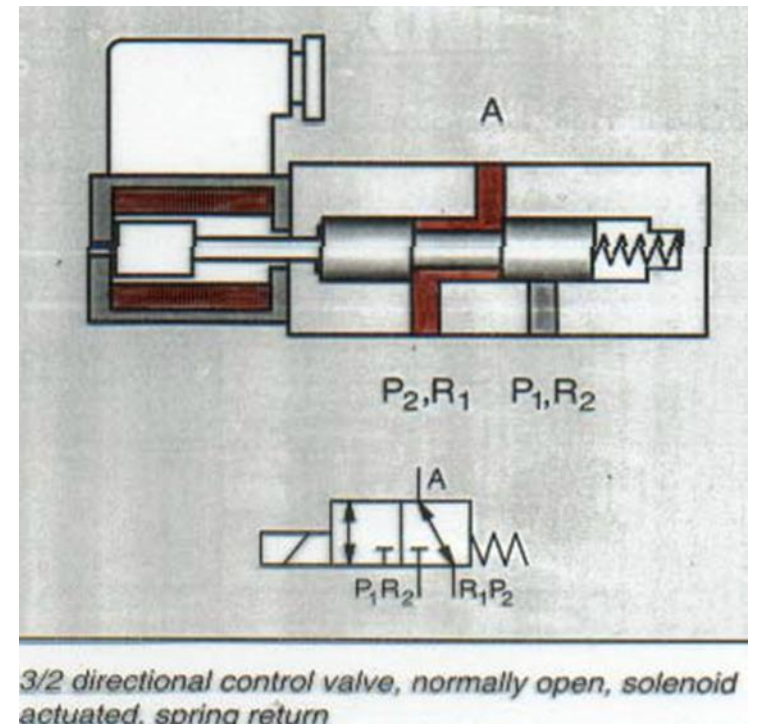 A
P₂,R₁ P₁,R₂
A
P₁R₂ R₁P₂
3/2 directional control valve, normally open, solenoid
actuated, spring return